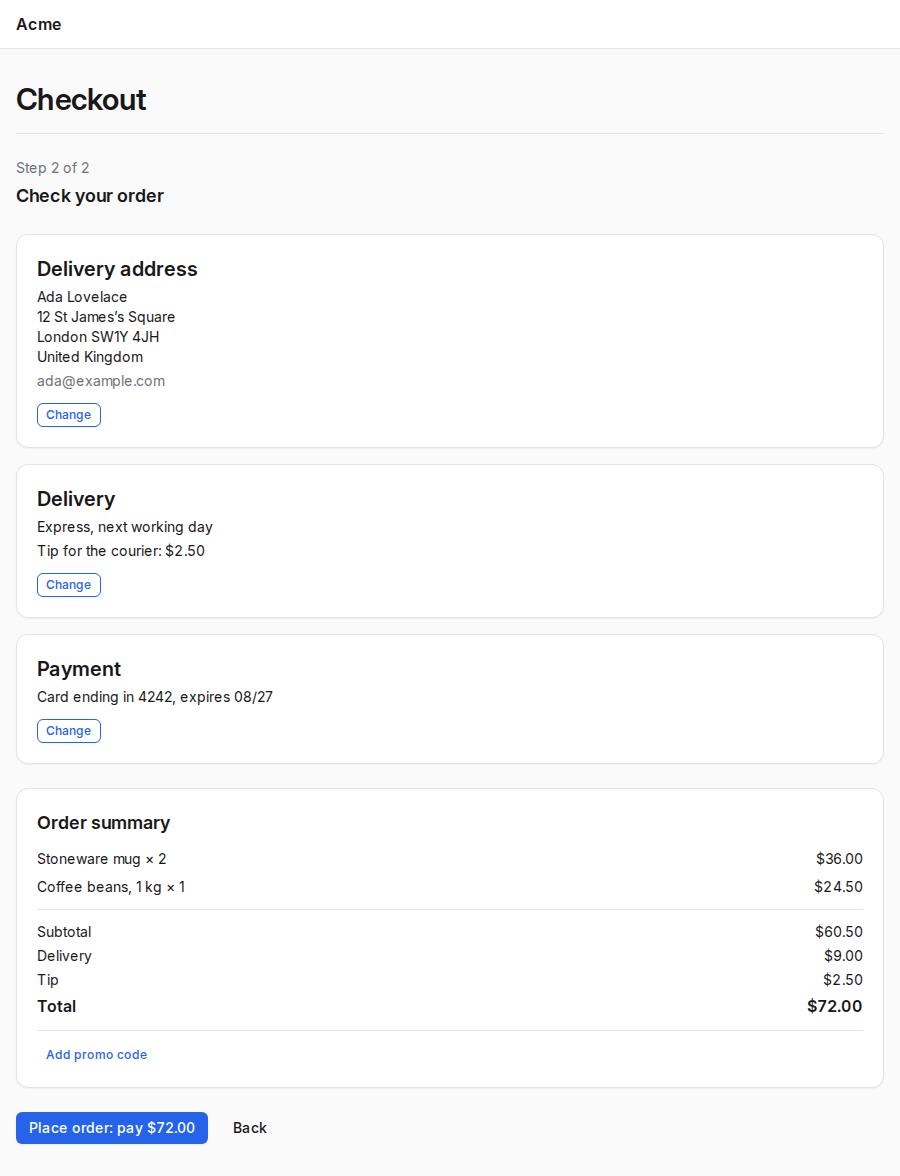 Acme
Checkout
Step 2 of 2
Check your order
Delivery address
Ada Lovelace
12 St James’s Square
London SW1Y 4JH
United Kingdom
ada@example.com
Change
Delivery
Express, next working day
Tip for the courier: $2.50
Change
Payment
Card ending in 4242, expires 08/27
Change
Order summary
Stoneware mug × 2 $36.00
Coffee beans, 1 kg × 1 $24.50
Subtotal $60.50
Delivery $9.00
Tip $2.50
Total $72.00
Add promo code
Place order: pay $72.00 Back